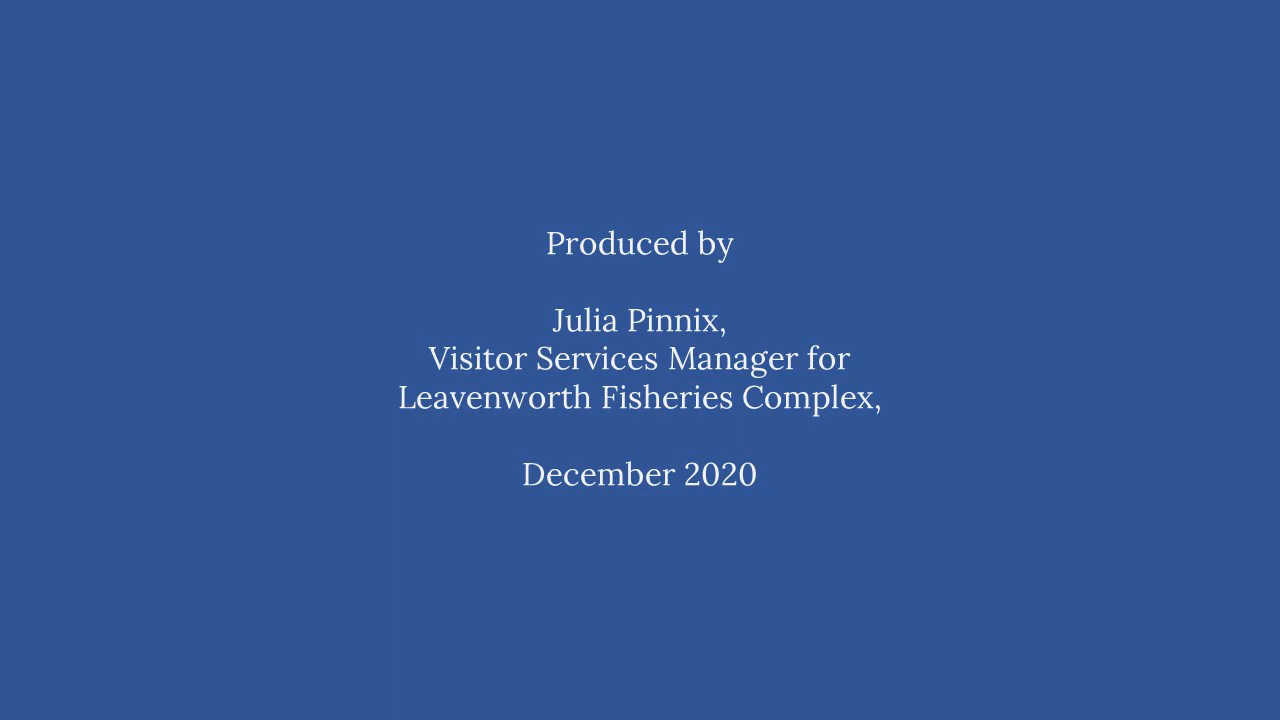 Produced by
Julia Pinnix,
Visitor Services Manager for
Leavenworth Fisheries Complex,
December 2020